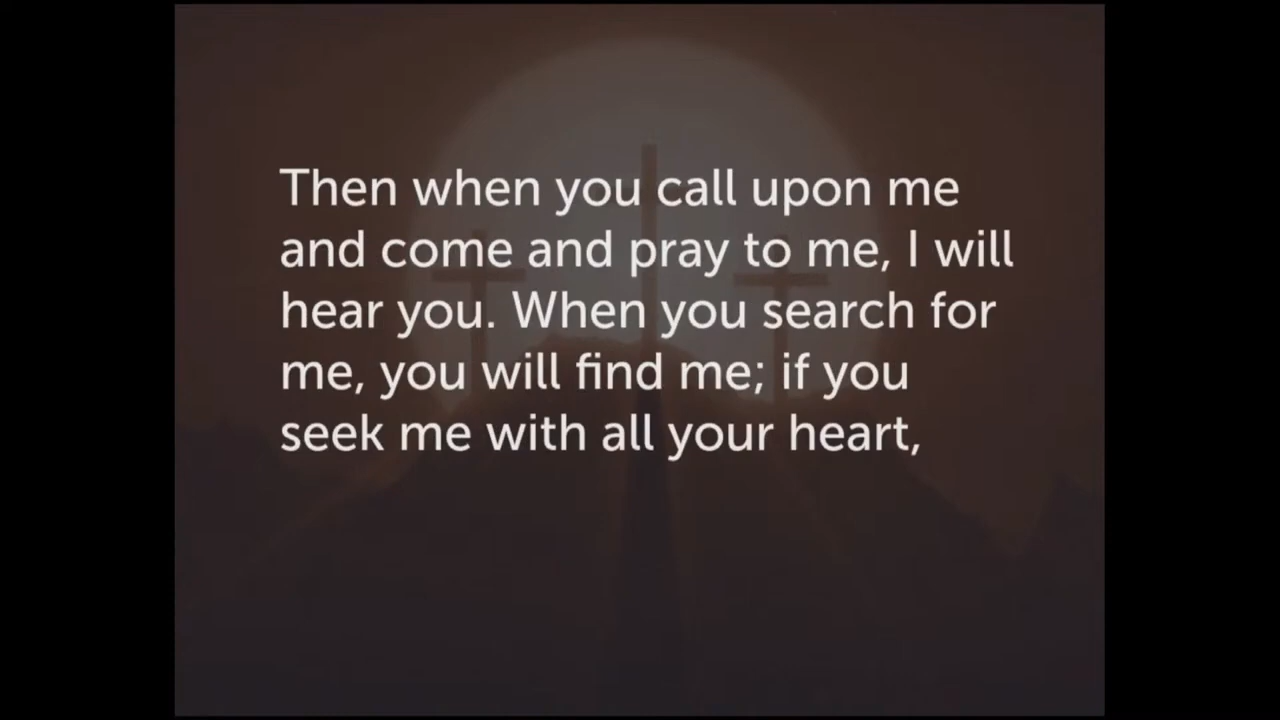 Then when you call upon me
and come and pray to me, I will
hear you. When you search for
me, you will find me; if you
seek me with all your heart,